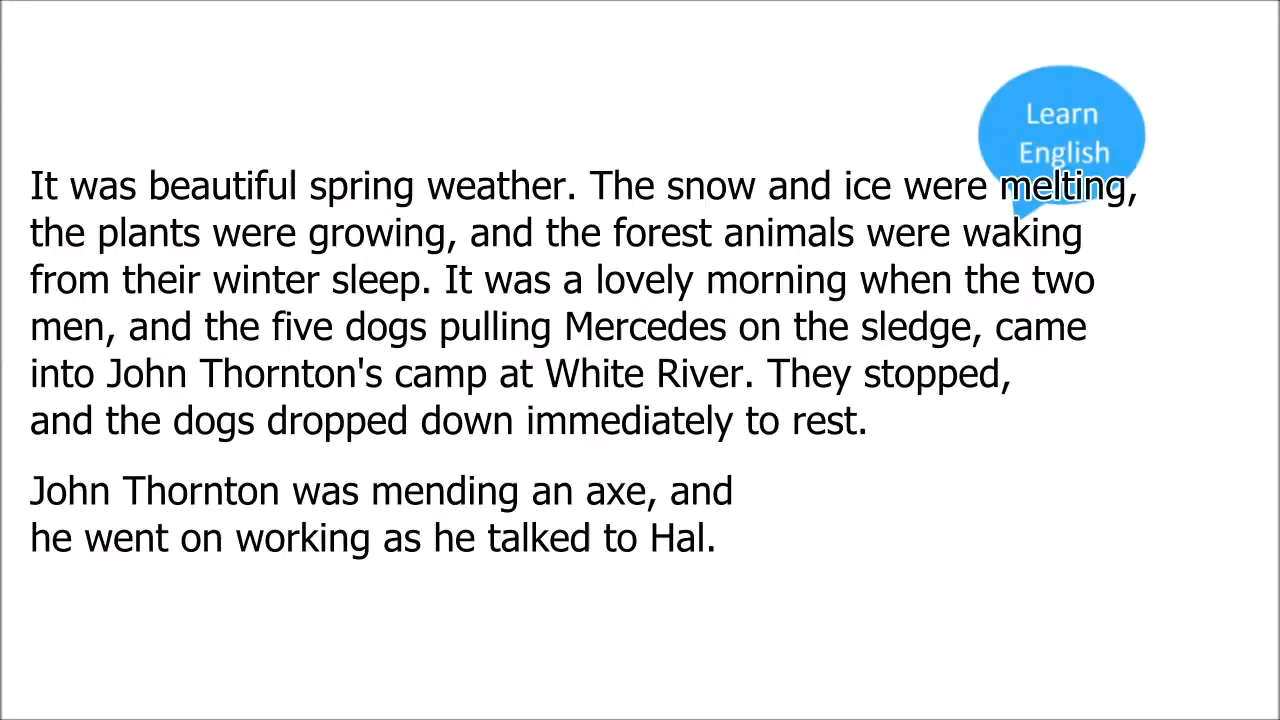 Learn
English
It was beautiful spring weather. The snow and ice were melting,
the plants were growing, and the forest animals were waking
from their winter sleep. It was a lovely morning when the two
men, and the five dogs pulling Mercedes on the sledge, came
into John Thornton's camp at White River. They stopped,
and the dogs dropped down immediately to rest.
John Thornton was mending an axe, and
he went on working as he talked to Hal.